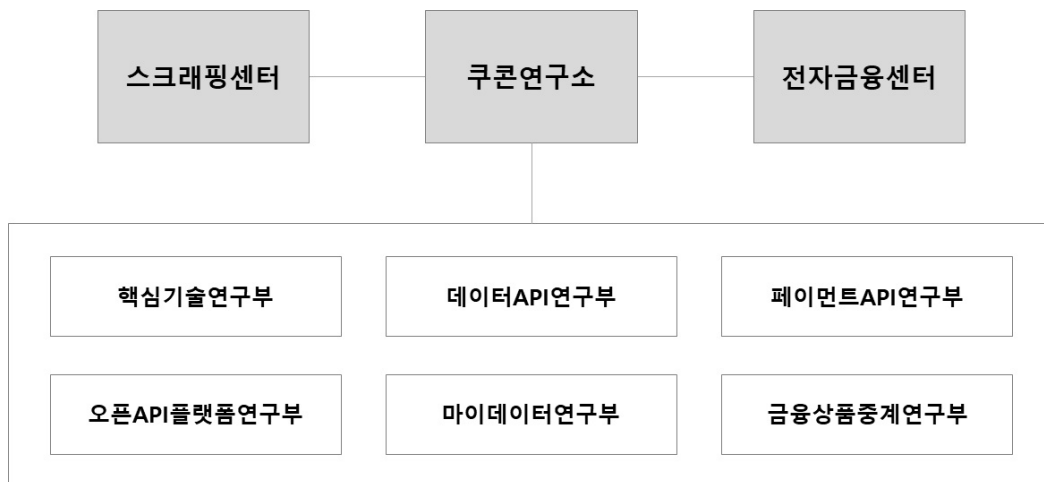 스크래핑센터
쿠콘연구소
전자금융센터
핵심기술연구부
데이터API연구부
페이먼트API연구부
오픈API플랫폼연구부
마이데이터연구부
금융상품중계연구부